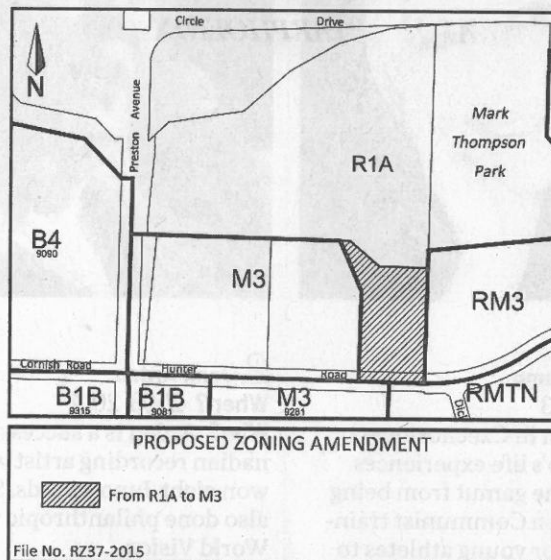 Circle Drive
N
Preston Avenue
Mark
Thompson
Park
R1A
B4
9090
M3
RM3
Cornish Road
Hunter Road
B1B
9315
B1B
9081
M3
9281
RMTN
PROPOSED ZONING AMENDMENT
From R1A to M3
File No. RZ37-2015